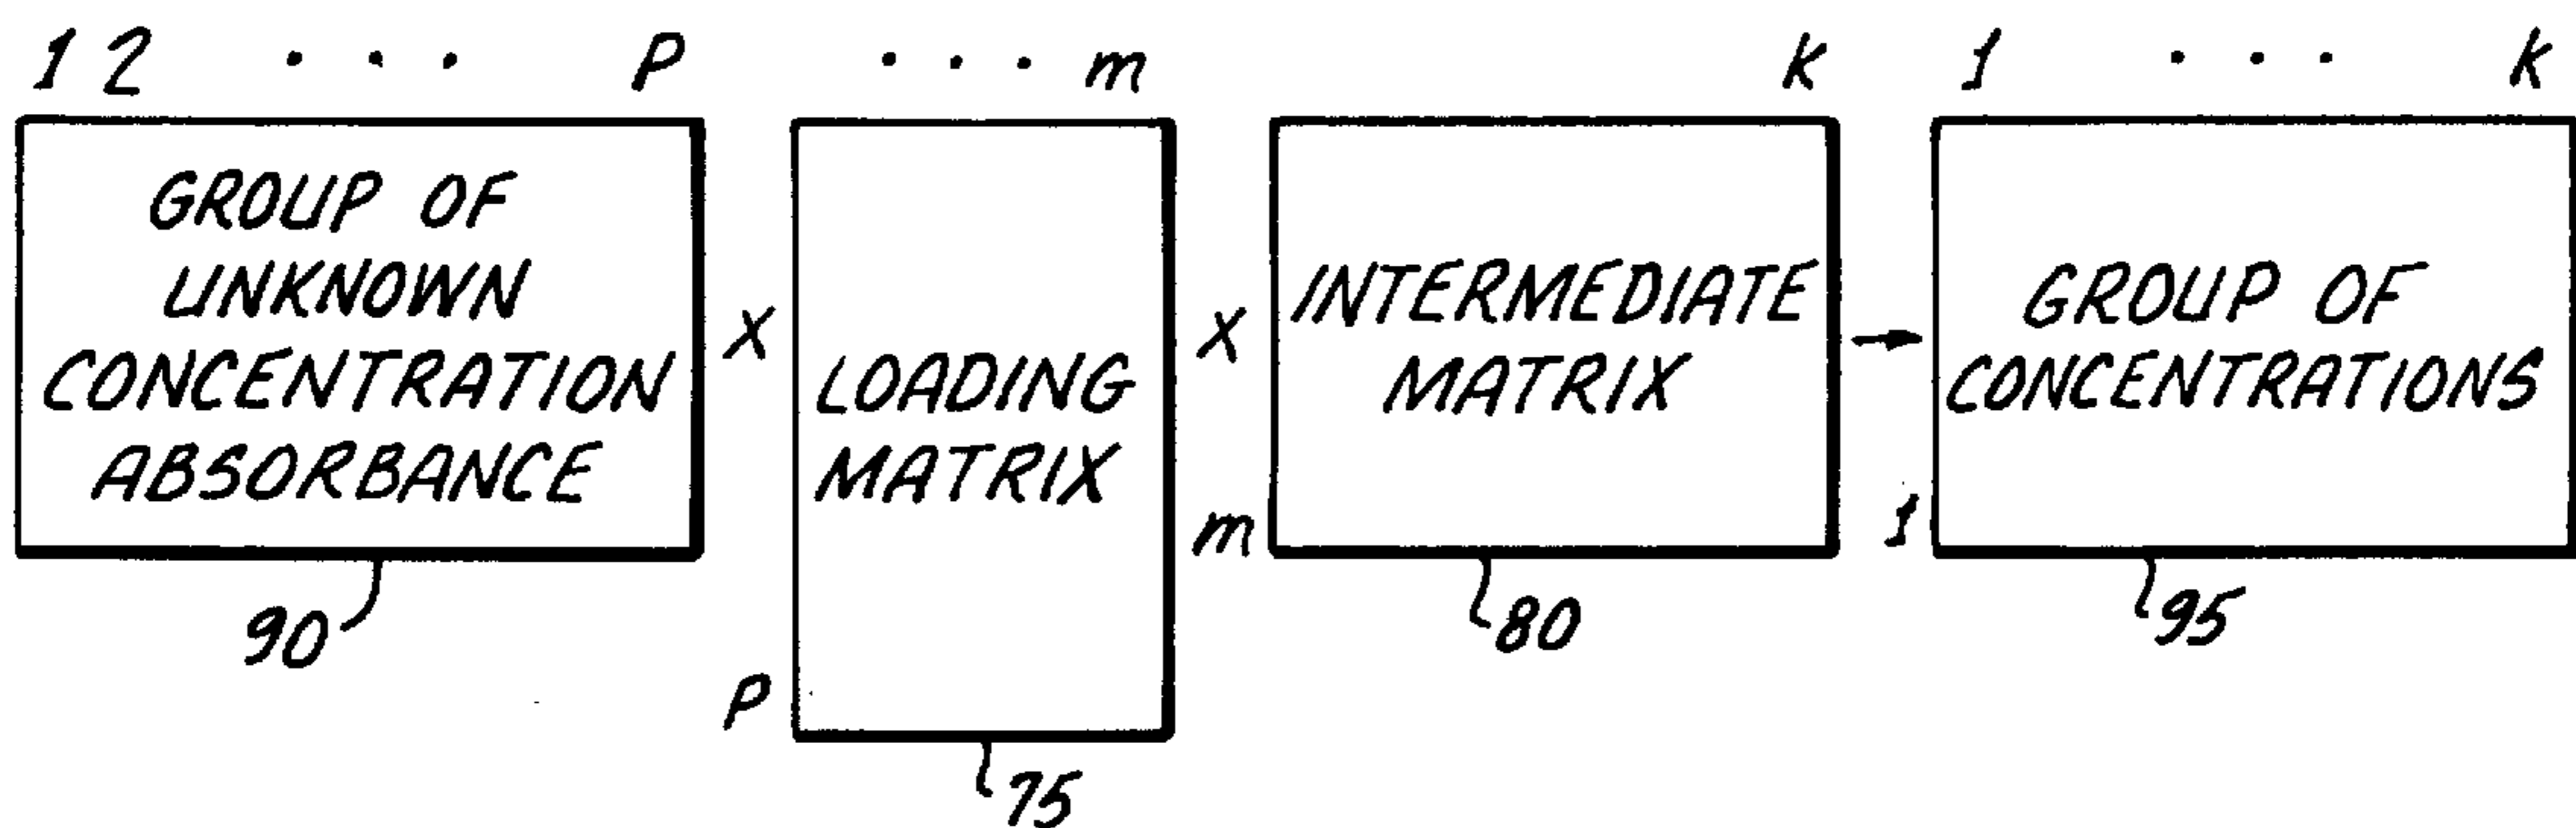 1 2 . . . P . . . m k 1 . . . k
GROUP OF
UNKNOWN
CONCENTRATION
ABSORBANCE
90
X
LOADING
MATRIX
P
75
X
INTERMEDIATE
MATRIX
m
80
→
GROUP OF
CONCENTRATIONS
1
95